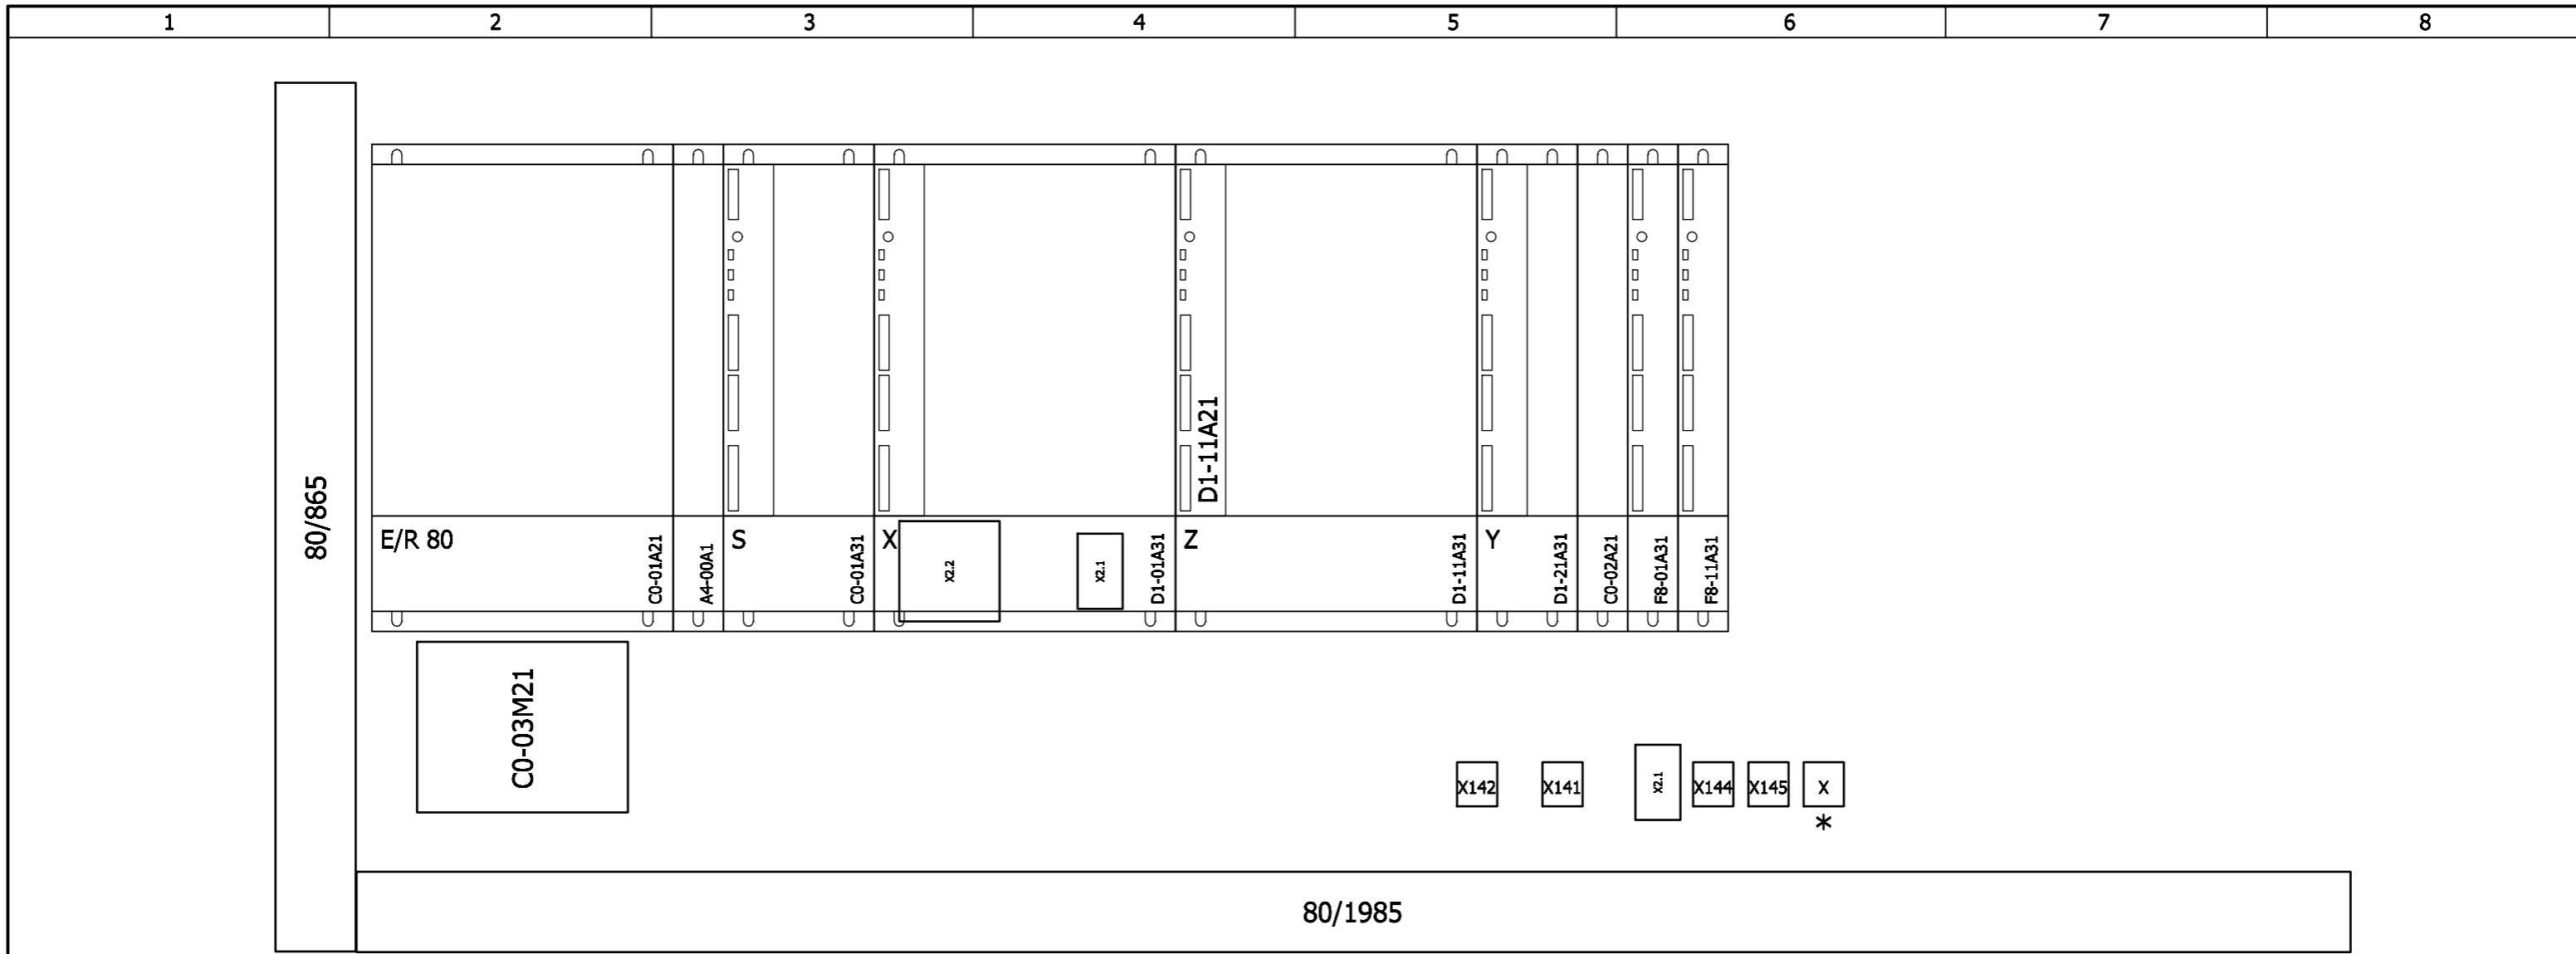 1 2 3 4 5 6 7 8
80/865
D1-11A21
E/R 80 S X Z Y
C0-01A21 A4-00A1 C0-01A31 X2.2 X2.1 D1-01A31 D1-11A31 D1-21A31 C0-02A21 F8-01A31 F8-11A31
C0-03M21
X142 X141 X2.1 X144 X145 X
*
80/1985